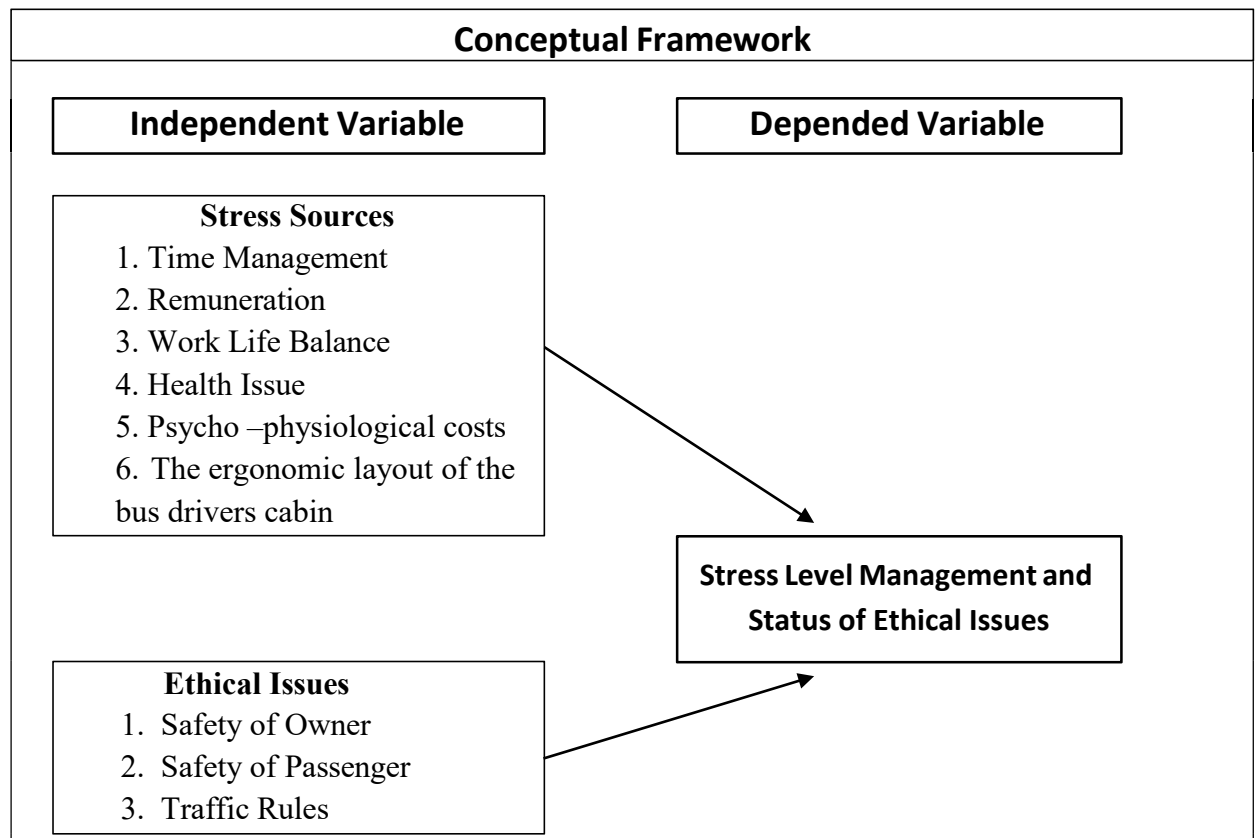 Conceptual Framework
Independent Variable
Depended Variable
Stress Sources
1. Time Management
2. Remuneration
3. Work Life Balance
4. Health Issue
5. Psycho –physiological costs
6. The ergonomic layout of the
bus drivers cabin
Stress Level Management and
Status of Ethical Issues
Ethical Issues
1. Safety of Owner
2. Safety of Passenger
3. Traffic Rules